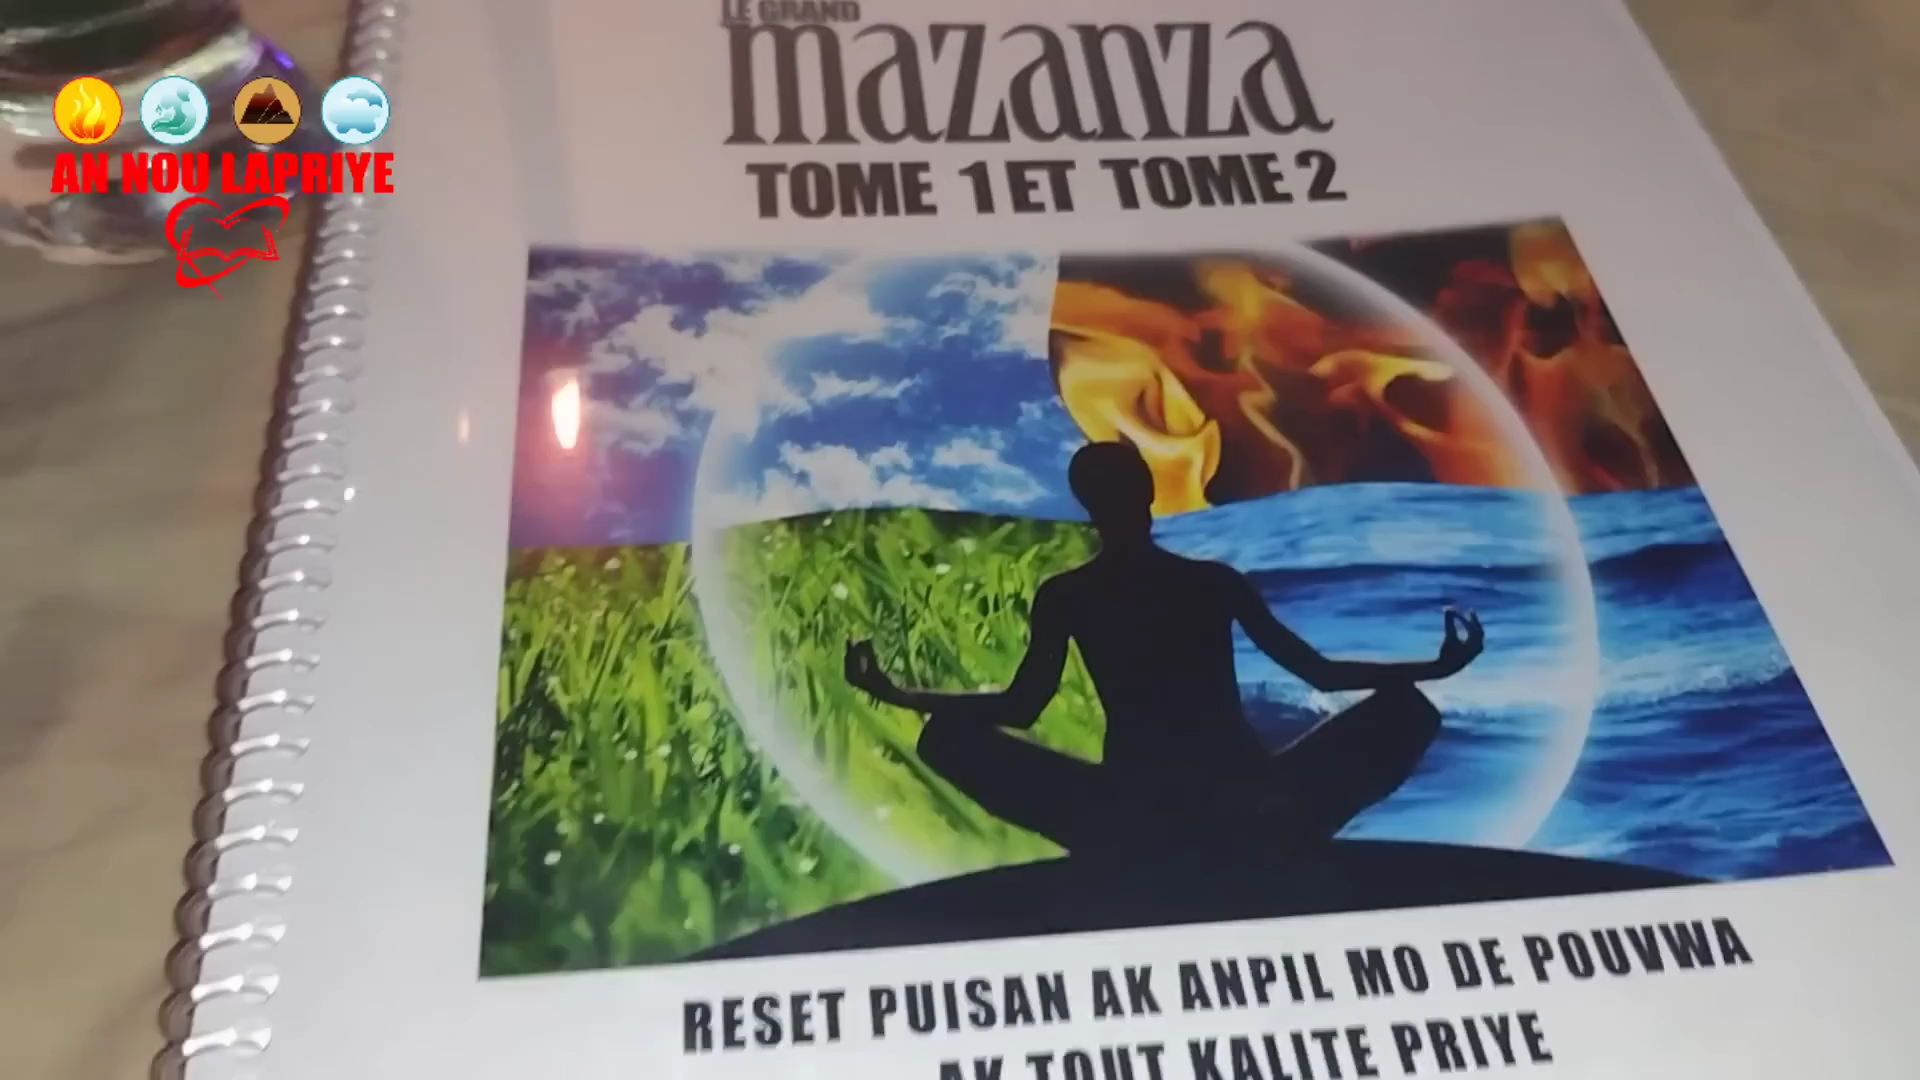 LE GRAND
mazanza
TOME 1 ET TOME 2
AN NOU LAPRIYE
RESET PUISAN AK ANPIL MO DE POUVWA
AK TOUT KALITE PRIYE